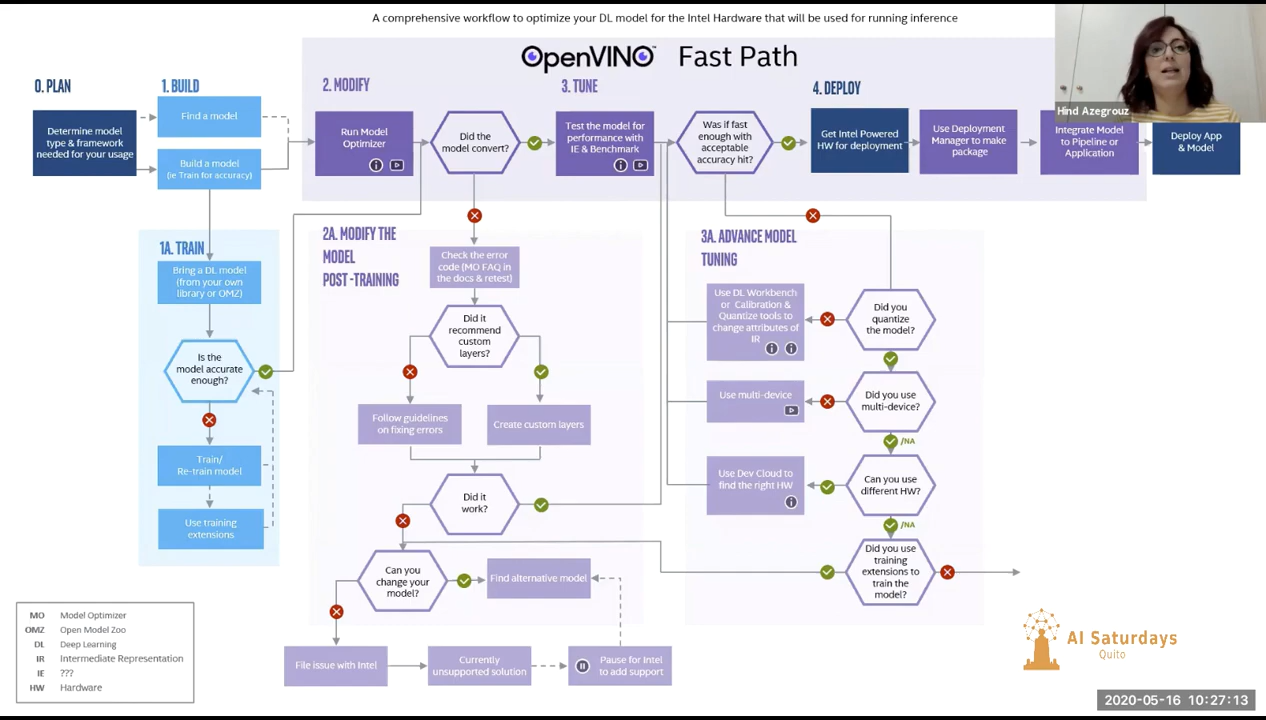 A comprehensive workflow to optimize your DL model for the Intel Hardware that will be used for running inference
OpenVINO™ Fast Path
Hind Azegrouz
0. PLAN
Determine model
type & framework
needed for your usage
1. BUILD
Find a model
Build a model
(ie Train for accuracy)
2. MODIFY
Run Model
Optimizer
Did the
model convert?
3. TUNE
Test the model for
performance with
IE & Benchmark
Was if fast
enough with
acceptable
accuracy hit?
4. DEPLOY
Get Intel Powered
HW for deployment
Use Deployment
Manager to make
package
Integrate Model
to Pipeline or
Application
Deploy App
& Model
1A. TRAIN
Bring a DL model
(from your own
library or OMZ)
Is the
model accurate
enough?
Train/
Re-train model
Use training
extensions
2A. MODIFY THE
MODEL
POST -TRAINING
Check the error
code (MO FAQ in
the docs & retest)
Did it
recommend
custom
layers?
Follow guidelines
on fixing errors
Create custom layers
Did it
work?
Can you
change your
model?
Find alternative model
File issue with Intel
Currently
unsupported solution
Pause for Intel
to add support
3A. ADVANCE MODEL
TUNING
Use DL Workbench
or Calibration &
Quantize tools to
change attributes of
IR
Did you
quantize
the model?
Use multi-device
Did you use
multi-device?
/NA
Use Dev Cloud to
find the right HW
Can you use
different HW?
/NA
Did you use
training
extensions to
train the
model?
MO Model Optimizer
OMZ Open Model Zoo
DL Deep Learning
IR Intermediate Representation
IE ???
HW Hardware
AI Saturdays
Quito
2020-05-16 10:27:13